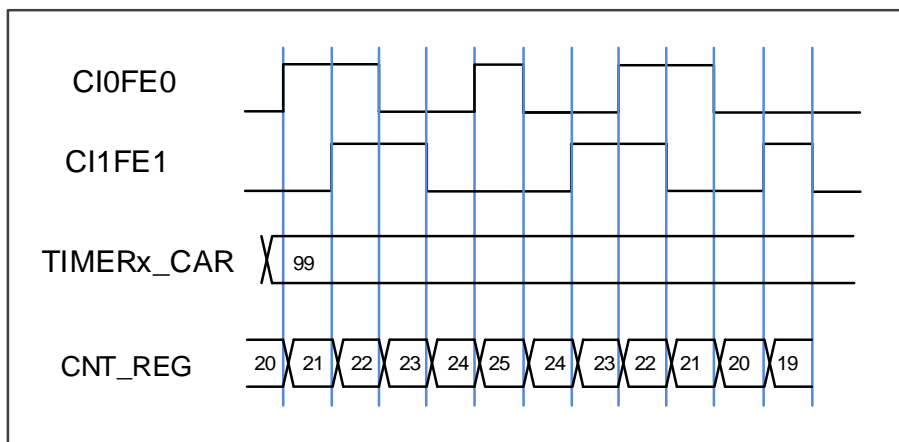 CI0FE0
CI1FE1
TIMERx_CAR 99
CNT_REG 20 21 22 23 24 25 24 23 22 21 20 19